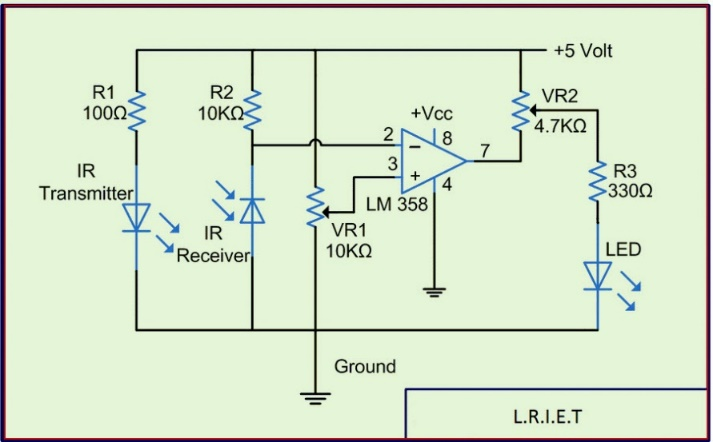 +5 Volt
R1
100Ω
R2
10KΩ
+Vcc
VR2
4.7KΩ
2
8
7
3
4
LM 358
IR
Transmitter
IR
Receiver
VR1
10KΩ
R3
330Ω
LED
Ground
L.R.I.E.T